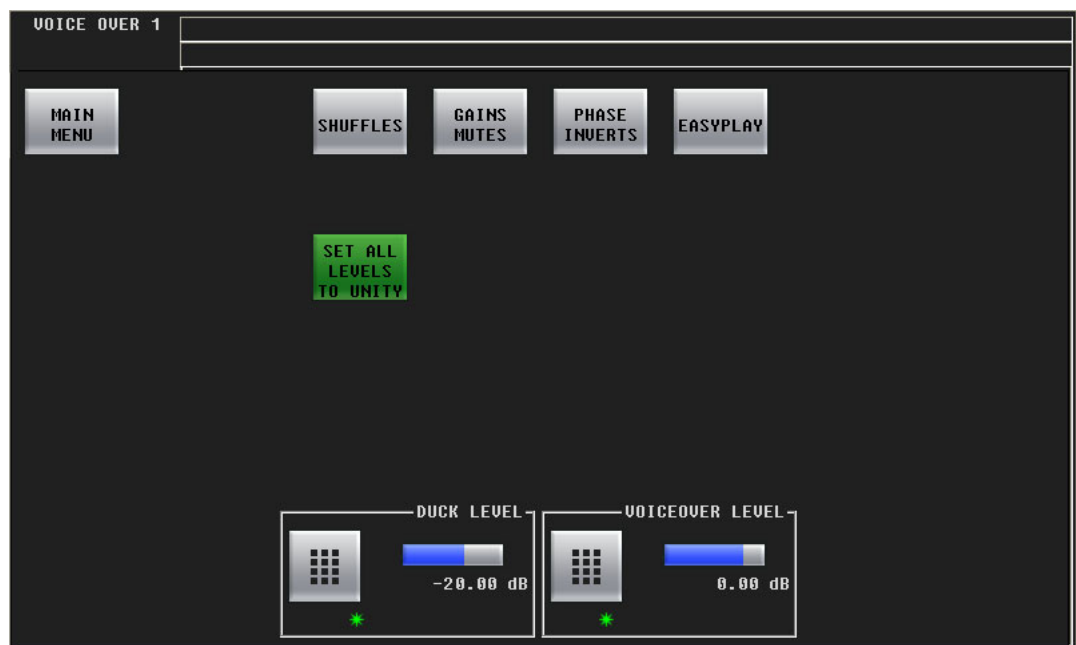 VOICE OVER 1
MAIN
MENU
SHUFFLES
GAINS
MUTES
PHASE
INVERTS
EASYPLAY
SET ALL
LEVELS
TO UNITY
DUCK LEVEL
-20.00 dB
VOICEOVER LEVEL
0.00 dB